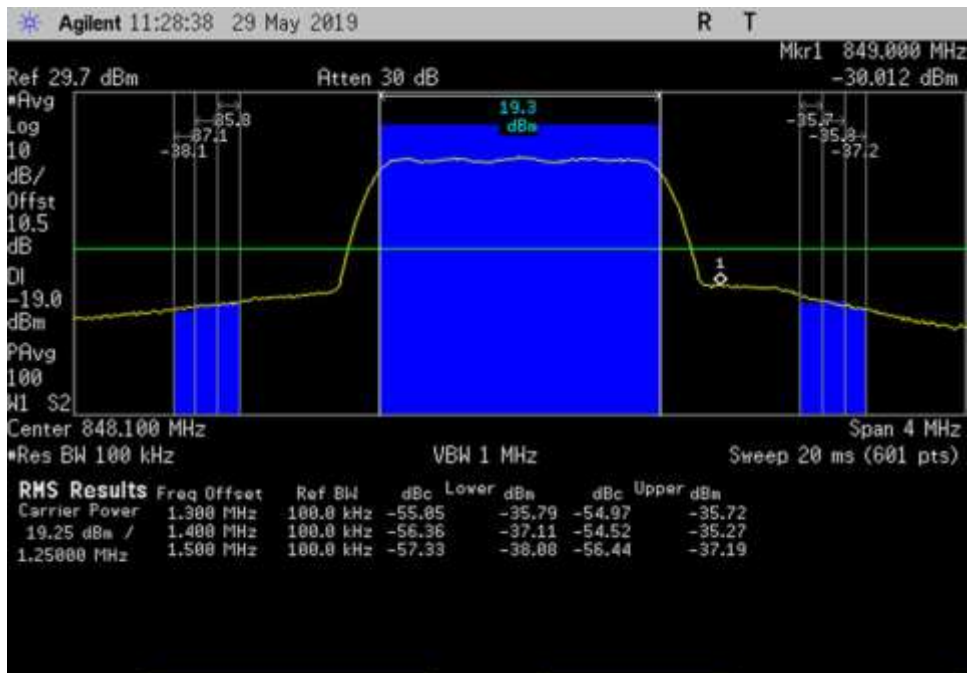 Agilent 11:28:38 29 May 2019 R T
Mkr1 849.000 MHz
Ref 29.7 dBm Atten 30 dB -30.012 dBm
*Avg
Log
10
dB/
Offst
10.5
dB
DI
-19.0
dBm
PAvg
100
W1 S2
-38.1
-37.1
-35.8
19.3
dBm
-35.7
-35.3
-37.2
1
Center 848.100 MHz Span 4 MHz
*Res BW 100 kHz VBW 1 MHz Sweep 20 ms (601 pts)
RMS Results Freq Offset Ref BW dBc Lower dBm dBc Upper dBm
Carrier Power 1.300 MHz 100.0 kHz -55.05 -35.79 -54.97 -35.72
19.25 dBm / 1.400 MHz 100.0 kHz -56.36 -37.11 -54.52 -35.27
1.25000 MHz 1.500 MHz 100.0 kHz -57.33 -38.08 -56.44 -37.19